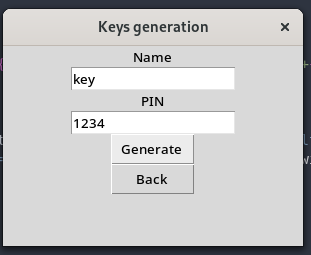 Keys generation ×
Name
key
PIN
1234
Generate
Back